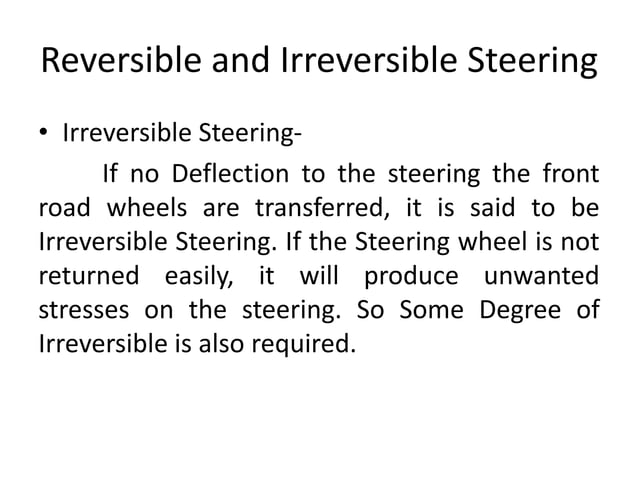 Reversible and Irreversible Steering
• Irreversible Steering-
If no Deflection to the steering the front
road wheels are transferred, it is said to be
Irreversible Steering. If the Steering wheel is not
returned easily, it will produce unwanted
stresses on the steering. So Some Degree of
Irreversible is also required.